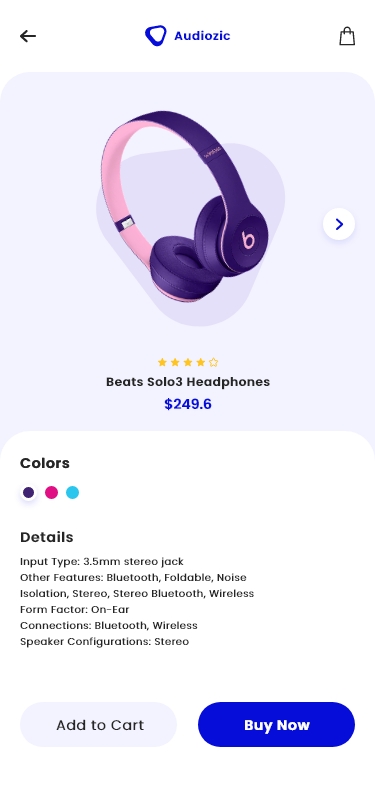 Audiozic
Beats Solo3 Headphones
$249.6
Colors
Details
Input Type: 3.5mm stereo jack
Other Features: Bluetooth, Foldable, Noise
Isolation, Stereo, Stereo Bluetooth, Wireless
Form Factor: On-Ear
Connections: Bluetooth, Wireless
Speaker Configurations: Stereo
Add to Cart
Buy Now